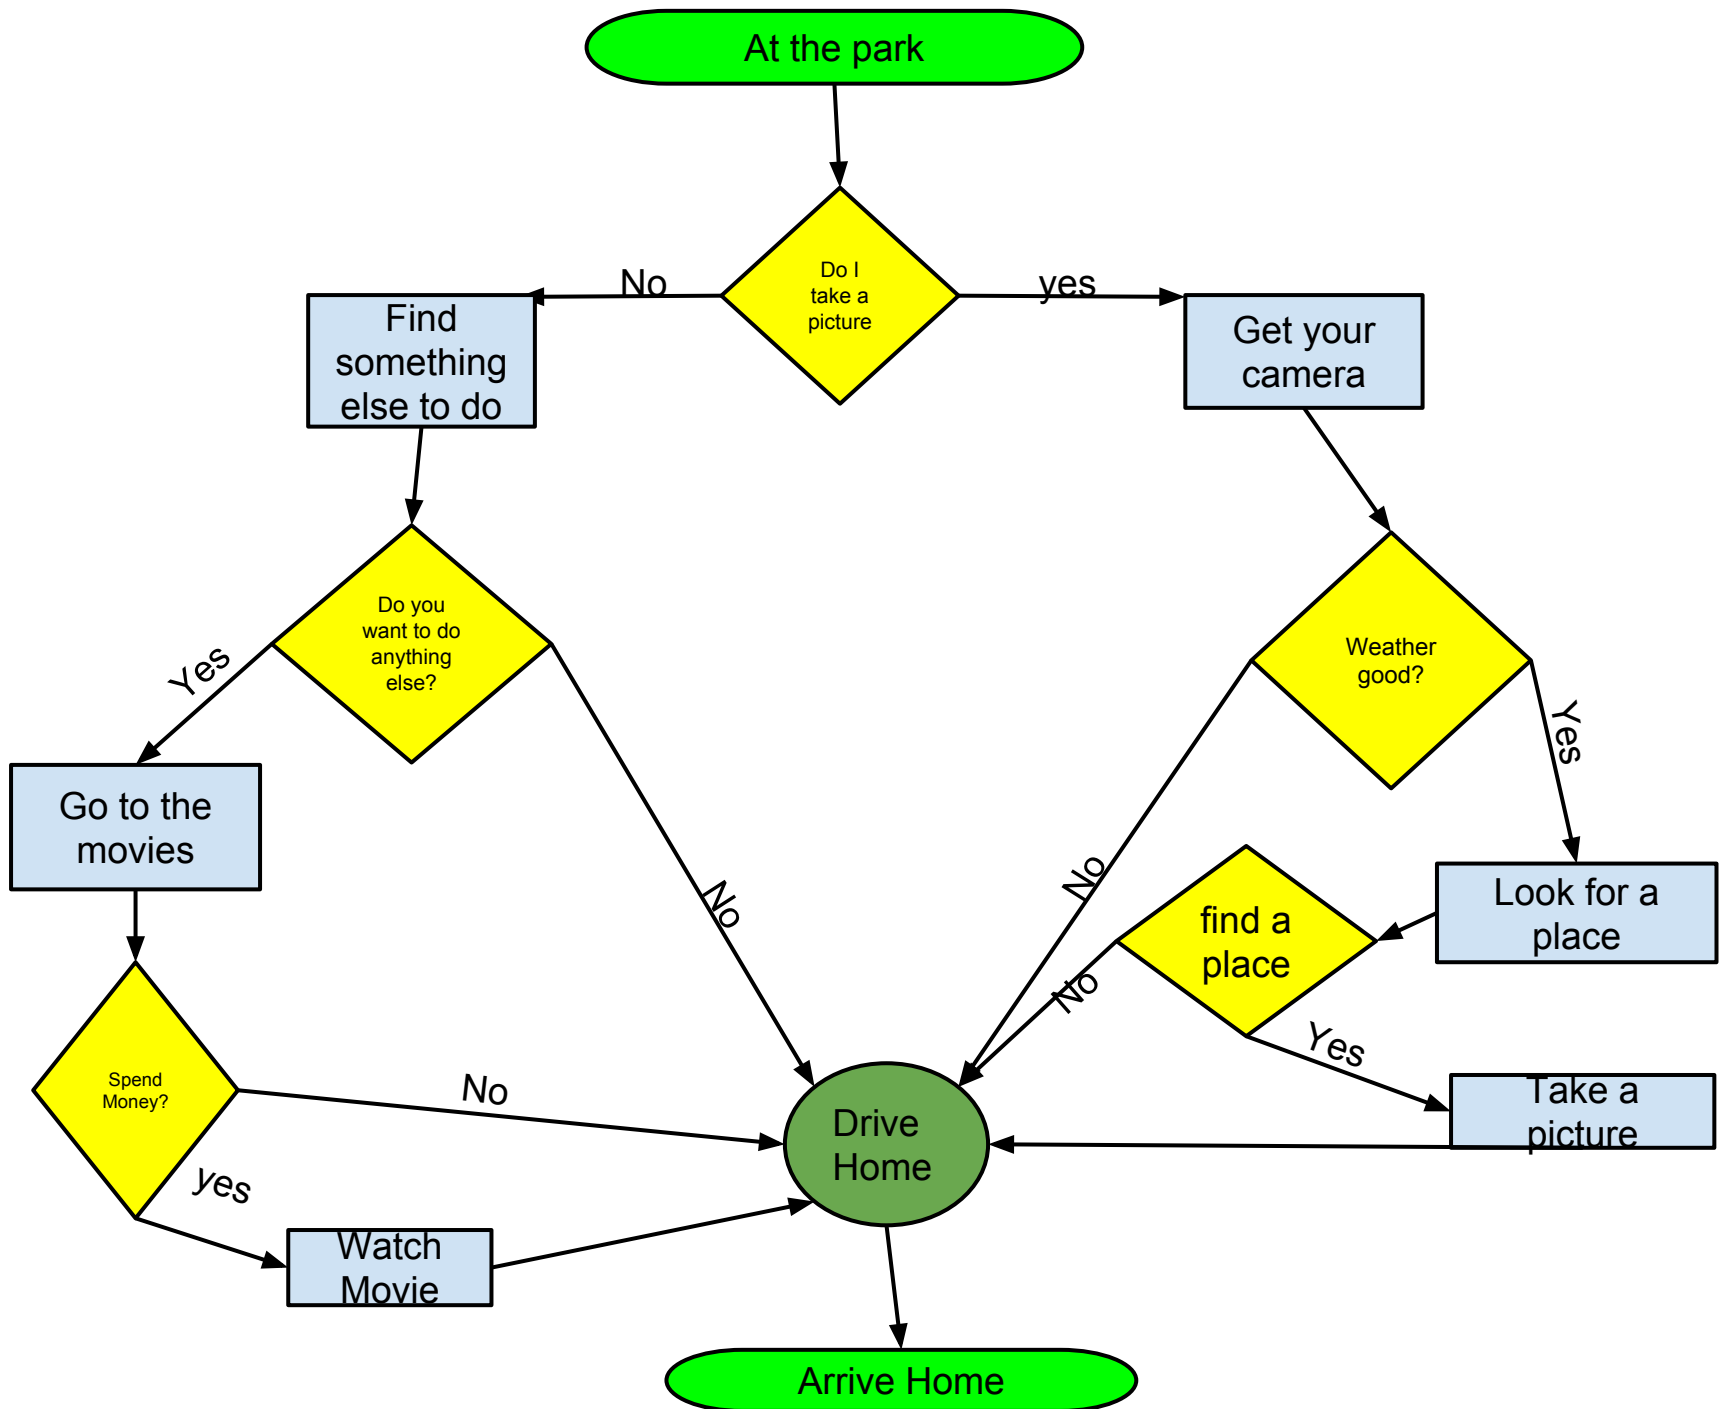 At the park
Do I
take a
picture
No
yes
Find
something
else to do
Get your
camera
Do you
want to do
anything
else?
Weather
good?
Yes
No
No
Yes
Go to the
movies
Look for a
place
find a
place
No
Yes
Spend
Money?
No
yes
Take a
picture
Drive
Home
Watch
Movie
Arrive Home